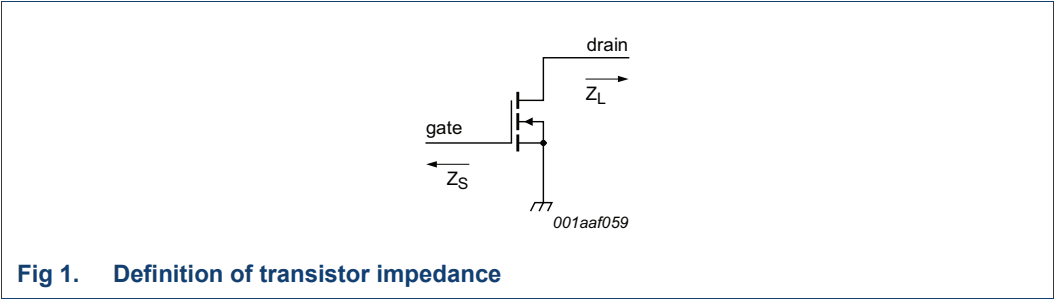 drain
Z_L
gate
Z_S
001aaf059
Fig 1. Definition of transistor impedance